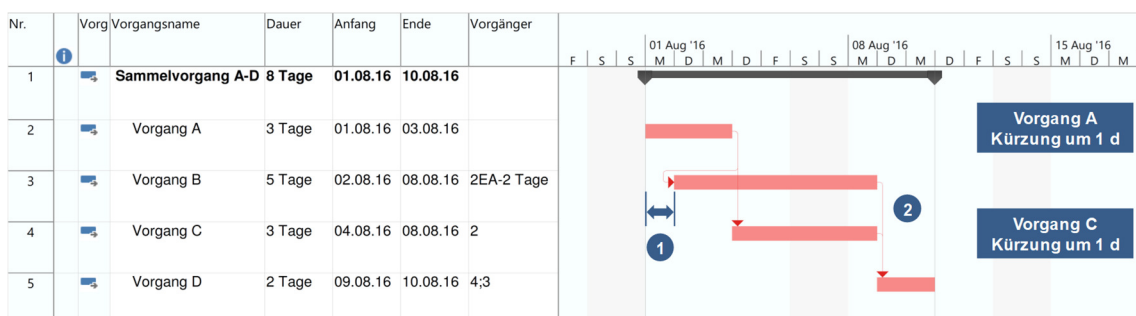 Nr. Vorg Vorgangsname Dauer Anfang Ende Vorgänger
01 Aug '16 08 Aug '16 15 Aug '16
F S S M D M D F S S M D M D F S S M D M
1 Sammelvorgang A-D 8 Tage 01.08.16 10.08.16
2 Vorgang A 3 Tage 01.08.16 03.08.16
Vorgang A
Kürzung um 1 d
3 Vorgang B 5 Tage 02.08.16 08.08.16 2EA-2 Tage
2
4 Vorgang C 3 Tage 04.08.16 08.08.16 2
1
Vorgang C
Kürzung um 1 d
5 Vorgang D 2 Tage 09.08.16 10.08.16 4;3